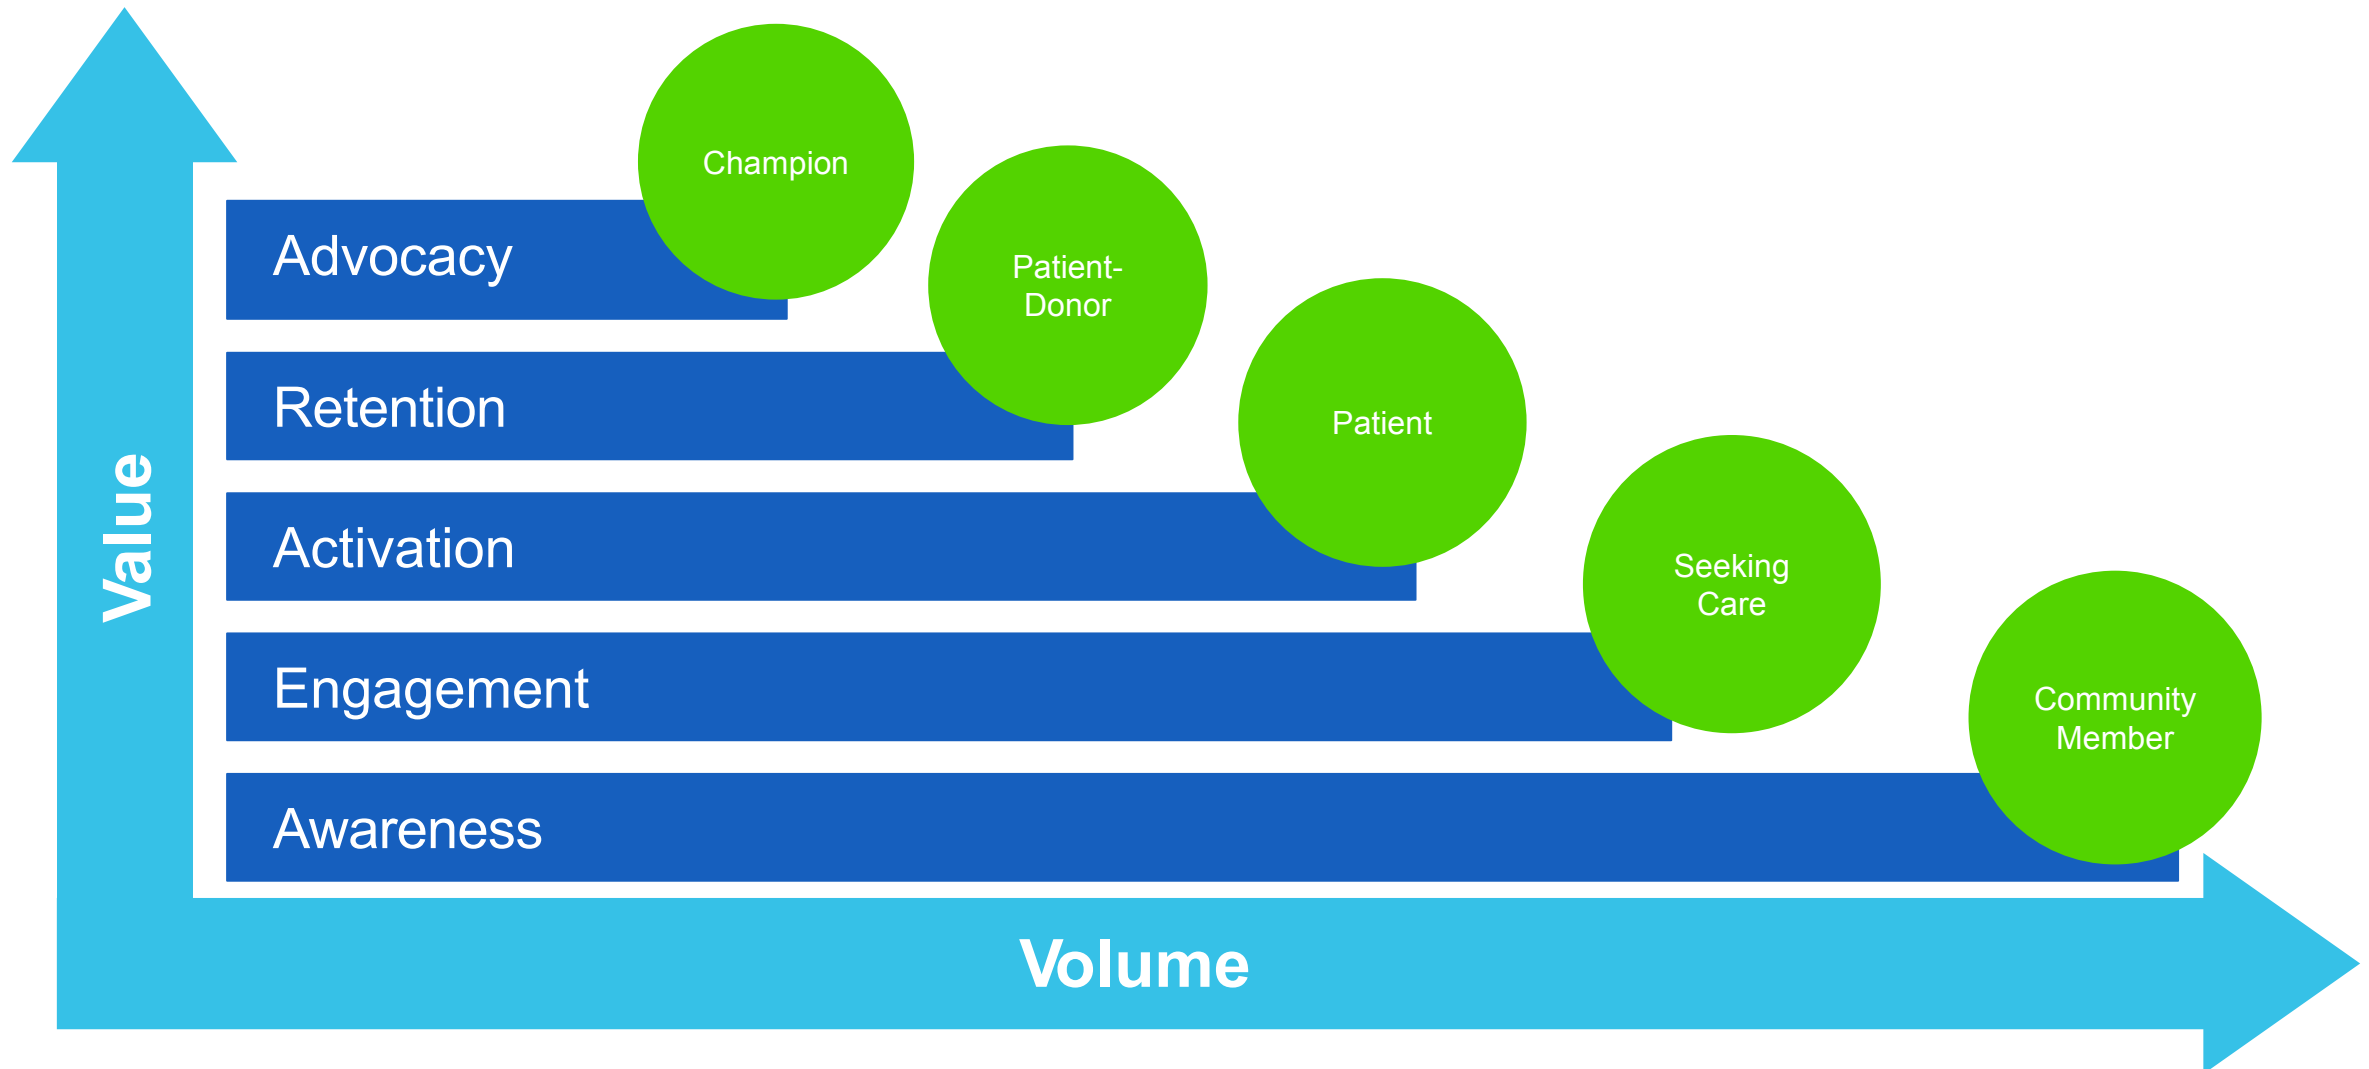 Champion
Advocacy
Patient-
Donor
Retention
Patient
Activation
Seeking
Care
Engagement
Community
Member
Awareness
Value
Volume